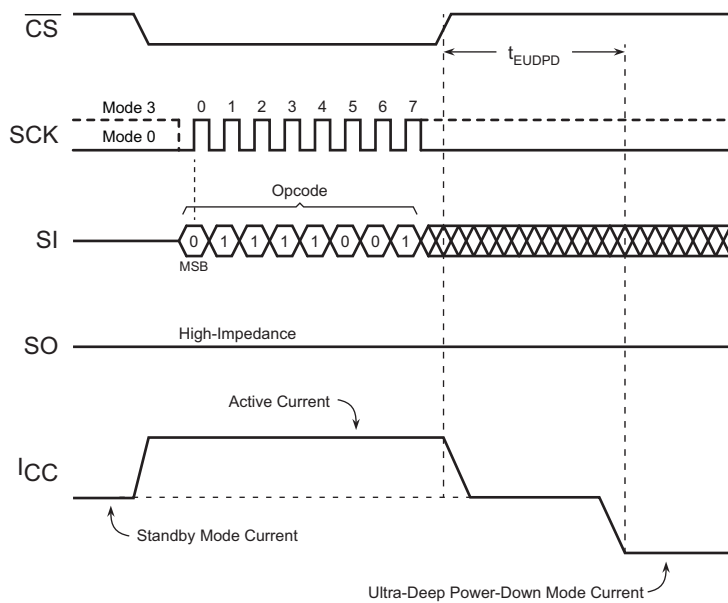 CS
tEUDPD
Mode 3
0 1 2 3 4 5 6 7
SCK
Mode 0
Opcode
SI
0 1 1 1 1 0 0 1
MSB
High-Impedance
SO
Active Current
ICC
Standby Mode Current
Ultra-Deep Power-Down Mode Current